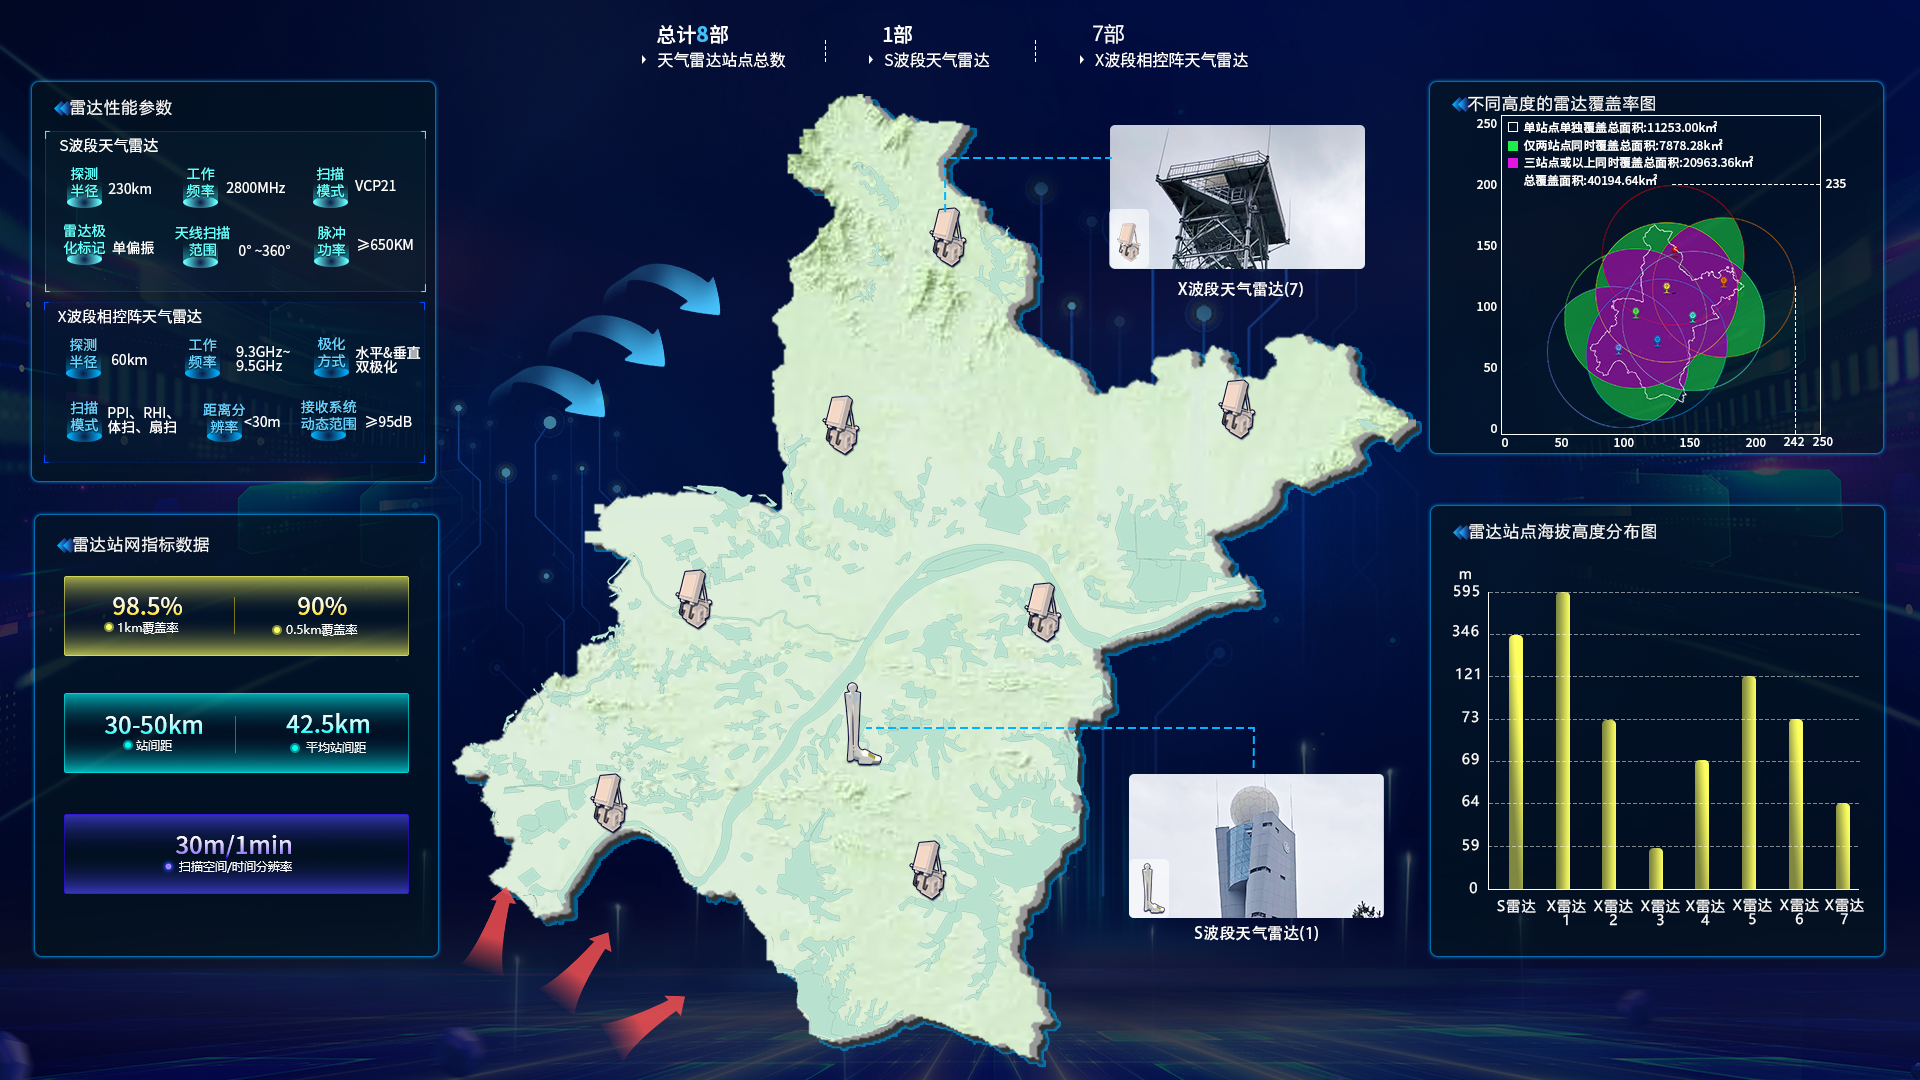 总计8部
天气雷达站点总数
1部
S波段天气雷达
7部
X波段相控阵天气雷达
雷达性能参数
S波段天气雷达
探测
半径
230km
工作
频率
2800MHz
扫描
模式
VCP21
雷达极
化标记
单偏振
天线扫描
范围
0° ~360°
脉冲
功率
≥650KM
X波段相控阵天气雷达
探测
半径
60km
工作
频率
9.3GHz~
9.5GHz
极化
方式
水平&垂直
双极化
扫描
模式
PPI、RHI、
体扫、扇扫
距离分
辨率
<30m
接收系统
动态范围
≥95dB
雷达站网指标数据
98.5%
1km覆盖率
90%
0.5km覆盖率
30-50km
站间距
42.5km
平均站间距
30m/1min
扫描空间/时间分辨率
X波段天气雷达(7)
S波段天气雷达(1)
不同高度的雷达覆盖率图
单站点单独覆盖总面积:11253.00k㎡
仅两站点同时覆盖总面积:7878.28k㎡
三站点或以上同时覆盖总面积:20963.36k㎡
总覆盖面积:40194.64k㎡
250
200
150
100
50
0
235
0
50
100
150
200
242
250
雷达站点海拔高度分布图
m
595
346
121
73
69
64
59
0
S雷达
X雷达
1
X雷达
2
X雷达
3
X雷达
4
X雷达
5
X雷达
6
X雷达
7